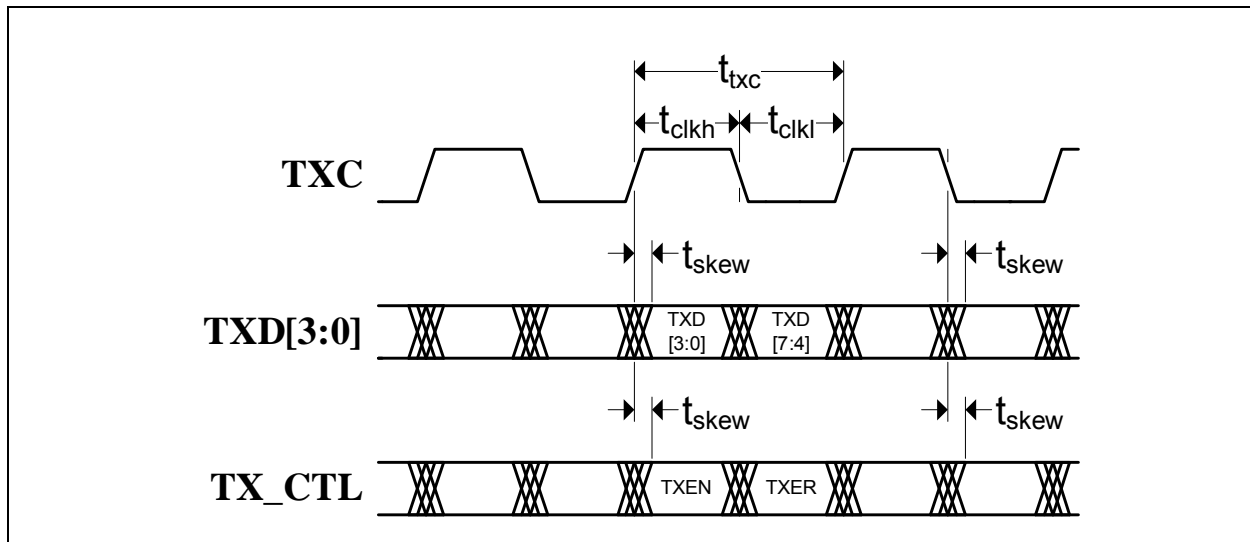 t_txc
t_clkh t_clkl
TXC
t_skew t_skew
TXD[3:0]
TXD
[3:0]
TXD
[7:4]
t_skew t_skew
TX_CTL
TXEN TXER